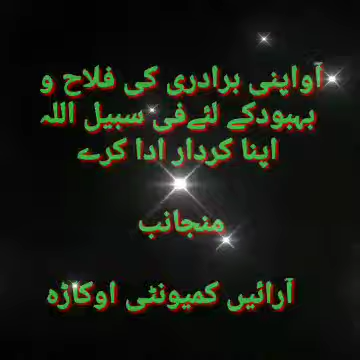 آواپنی برادری کی فلاح و
بہبودکے لئےفی سبیل اللہ
اپنا کردار ادا کرے
منجانب
آرائیں کمیونٹی اوکاڑہ